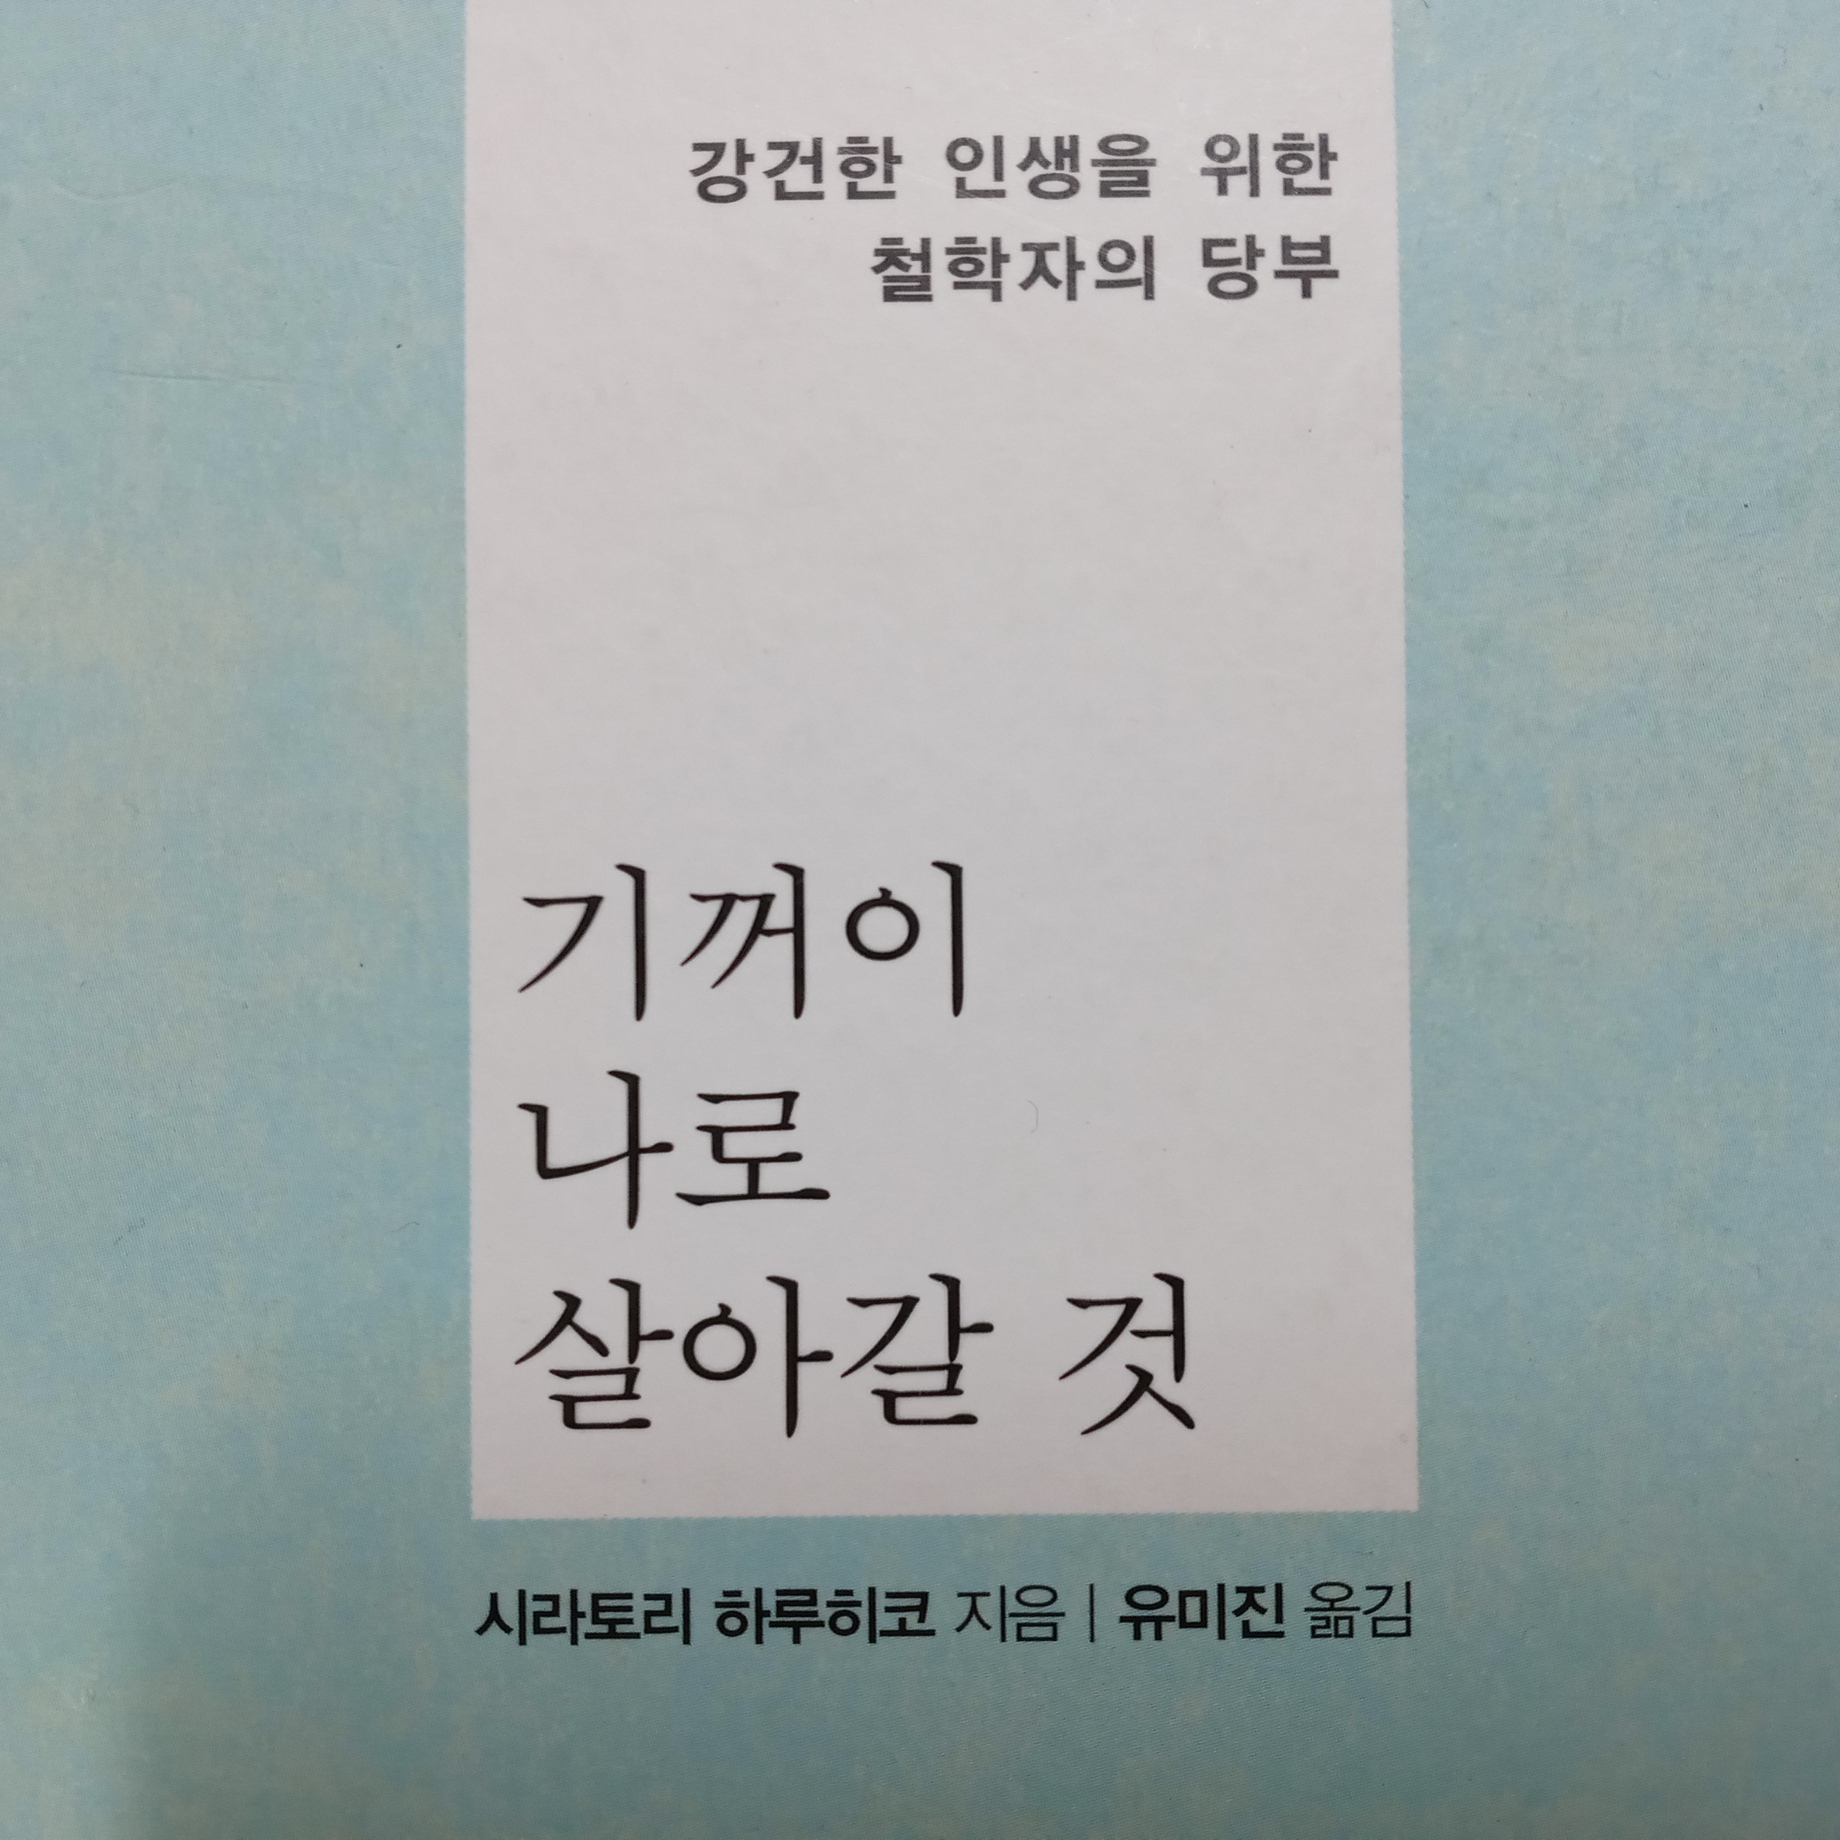 강건한 인생을 위한
철학자의 당부
기꺼이
나로
살아갈 것
시라토리 하루히코 지음 | 유미진 옮김